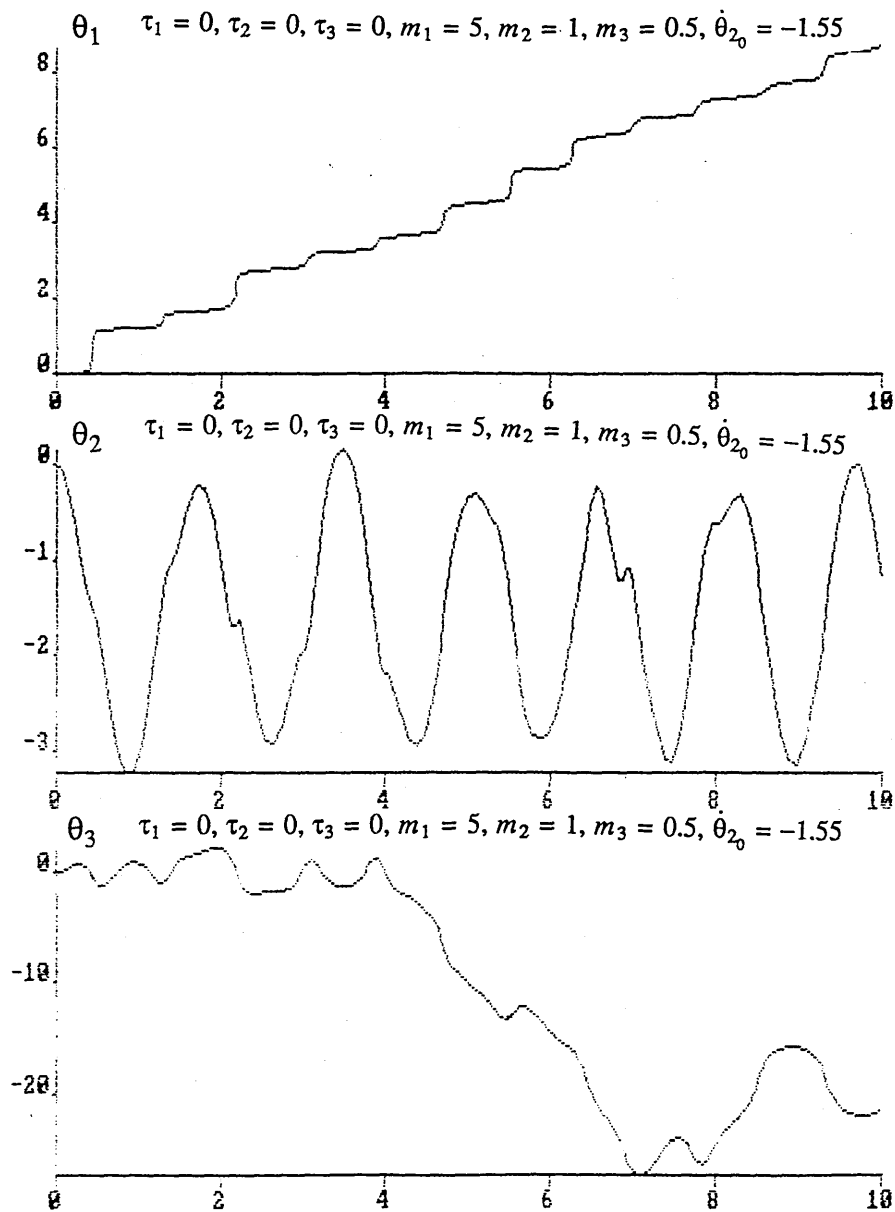 θ₁ τ₁ = 0, τ₂ = 0, τ₃ = 0, m₁ = 5, m₂ = 1, m₃ = 0.5, θ̇₂₀ = −1.55
8
6
4
2
0
0 2 4 6 8 10
θ₂ τ₁ = 0, τ₂ = 0, τ₃ = 0, m₁ = 5, m₂ = 1, m₃ = 0.5, θ̇₂₀ = −1.55
0
-1
-2
-3
0 2 4 6 8 10
θ₃ τ₁ = 0, τ₂ = 0, τ₃ = 0, m₁ = 5, m₂ = 1, m₃ = 0.5, θ̇₂₀ = −1.55
0
-10
-20
0 2 4 6 8 10